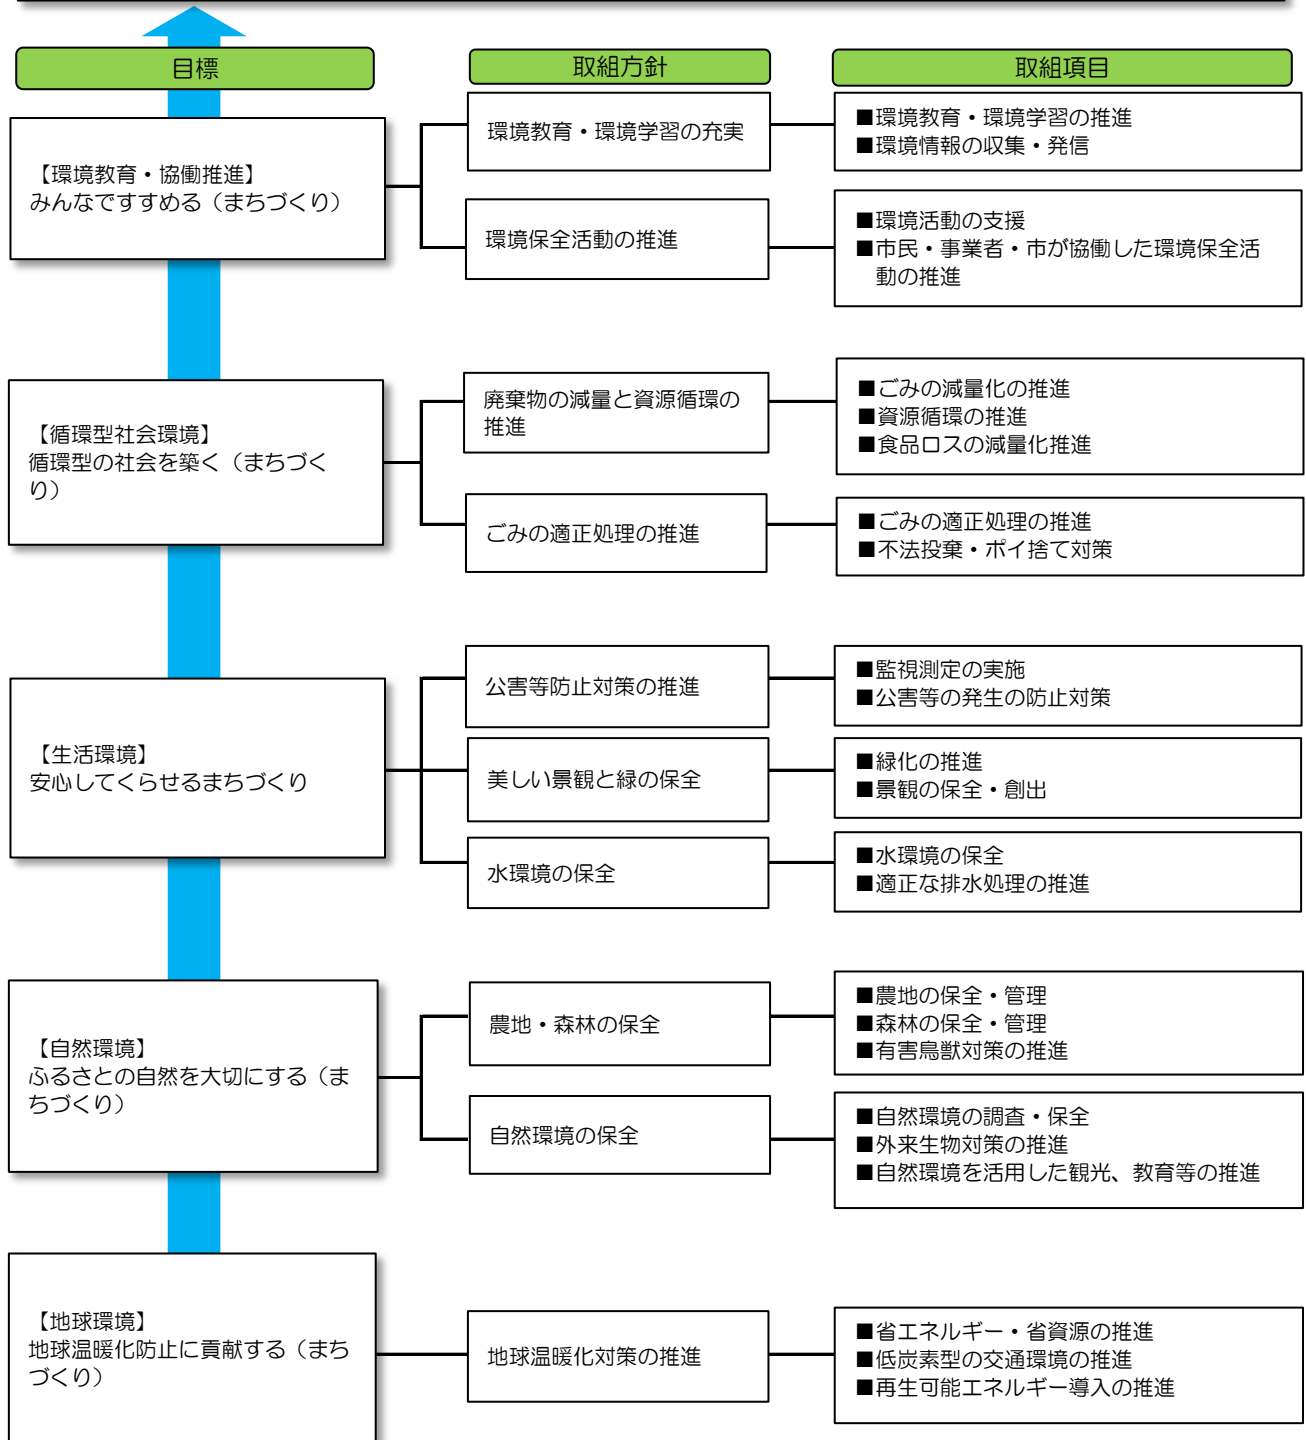 目標
取組方針
取組項目
【環境教育・協働推進】
みんなですすめる（まちづくり）
環境教育・環境学習の充実
■環境教育・環境学習の推進
■環境情報の収集・発信
環境保全活動の推進
■環境活動の支援
■市民・事業者・市が協働した環境保全活
動の推進
【循環型社会環境】
循環型の社会を築く（まちづく
り）
廃棄物の減量と資源循環の
推進
■ごみの減量化の推進
■資源循環の推進
■食品ロスの減量化推進
ごみの適正処理の推進
■ごみの適正処理の推進
■不法投棄・ポイ捨て対策
【生活環境】
安心してくらせるまちづくり
公害等防止対策の推進
■監視測定の実施
■公害等の発生の防止対策
美しい景観と緑の保全
■緑化の推進
■景観の保全・創出
水環境の保全
■水環境の保全
■適正な排水処理の推進
【自然環境】
ふるさとの自然を大切にする（ま
ちづくり）
農地・森林の保全
■農地の保全・管理
■森林の保全・管理
■有害鳥獣対策の推進
自然環境の保全
■自然環境の調査・保全
■外来生物対策の推進
■自然環境を活用した観光、教育等の推進
【地球環境】
地球温暖化防止に貢献する（まち
づくり）
地球温暖化対策の推進
■省エネルギー・省資源の推進
■低炭素型の交通環境の推進
■再生可能エネルギー導入の推進